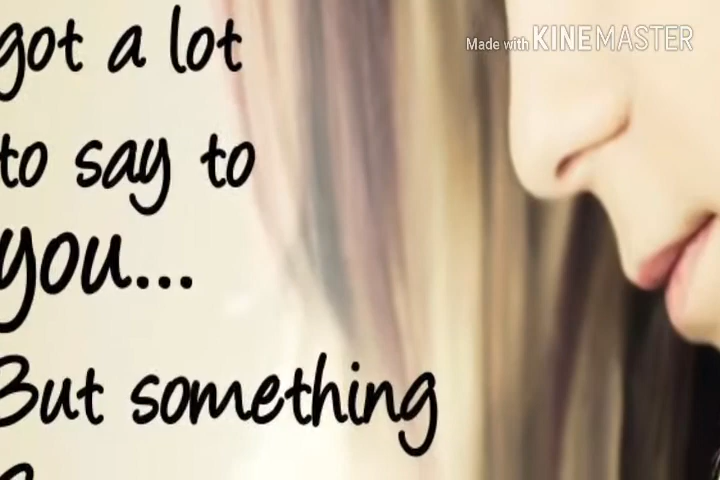 Made with KINEMASTER
got a lot
to say to
you...
But something